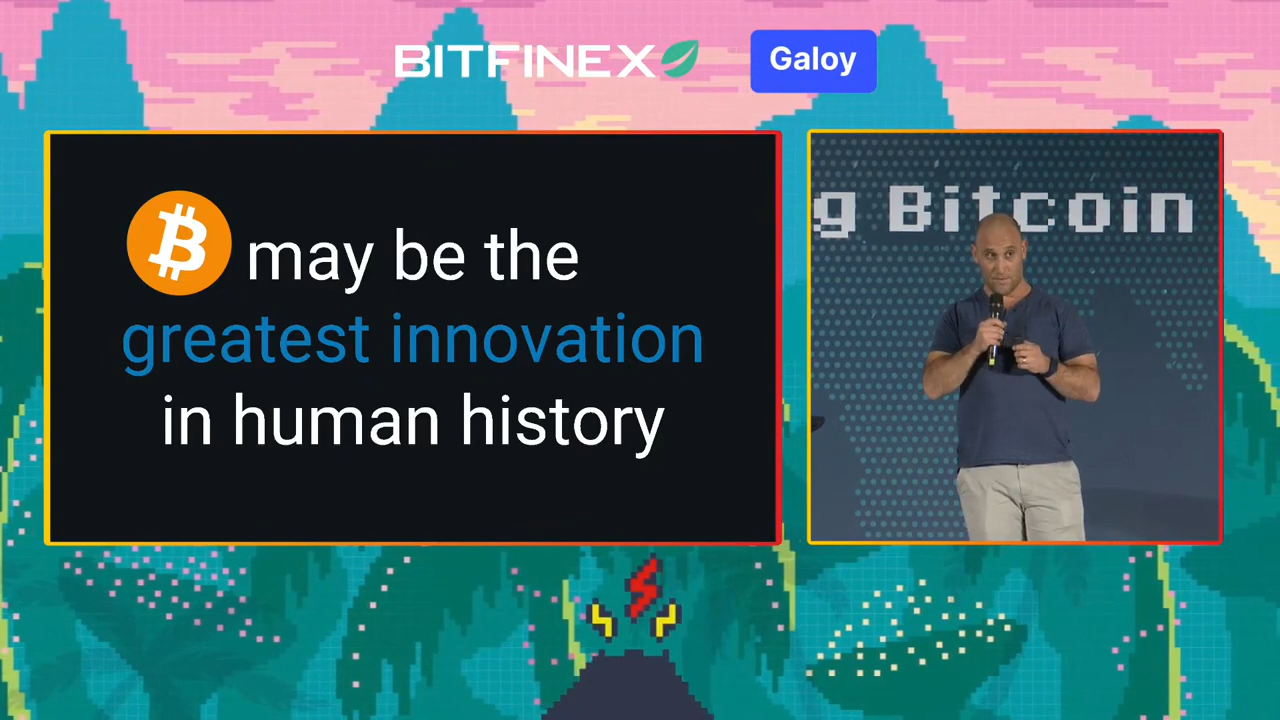 BITFINEX
Galoy
₿ may be the
greatest innovation
in human history
g Bitcoin